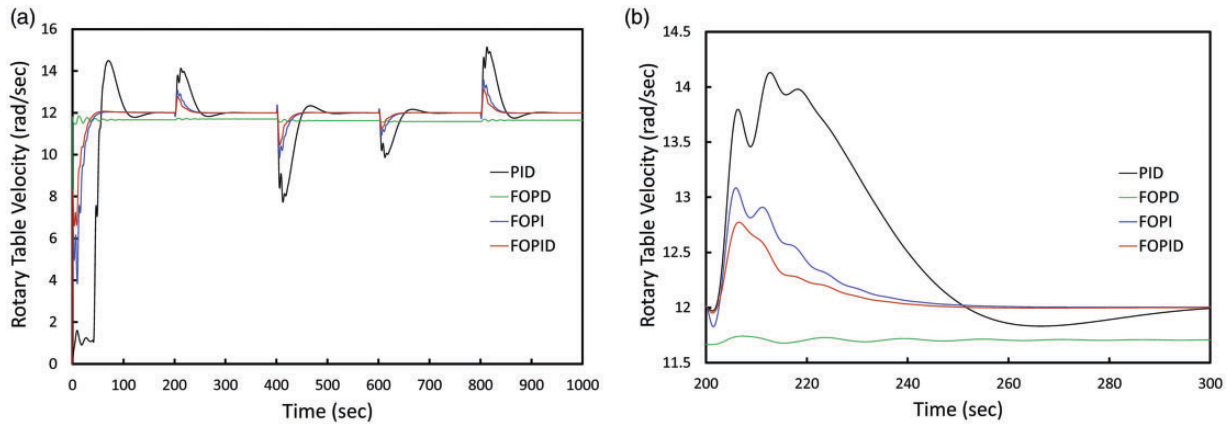 (a)
Rotary Table Velocity (rad/sec)
16
14
12
10
8
6
4
2
0
0 100 200 300 400 500 600 700 800 900 1000
Time (sec)
PID
FOPD
FOPI
FOPID
(b)
Rotary Table Velocity (rad/sec)
14.5
14
13.5
13
12.5
12
11.5
200 220 240 260 280 300
Time (sec)
PID
FOPD
FOPI
FOPID